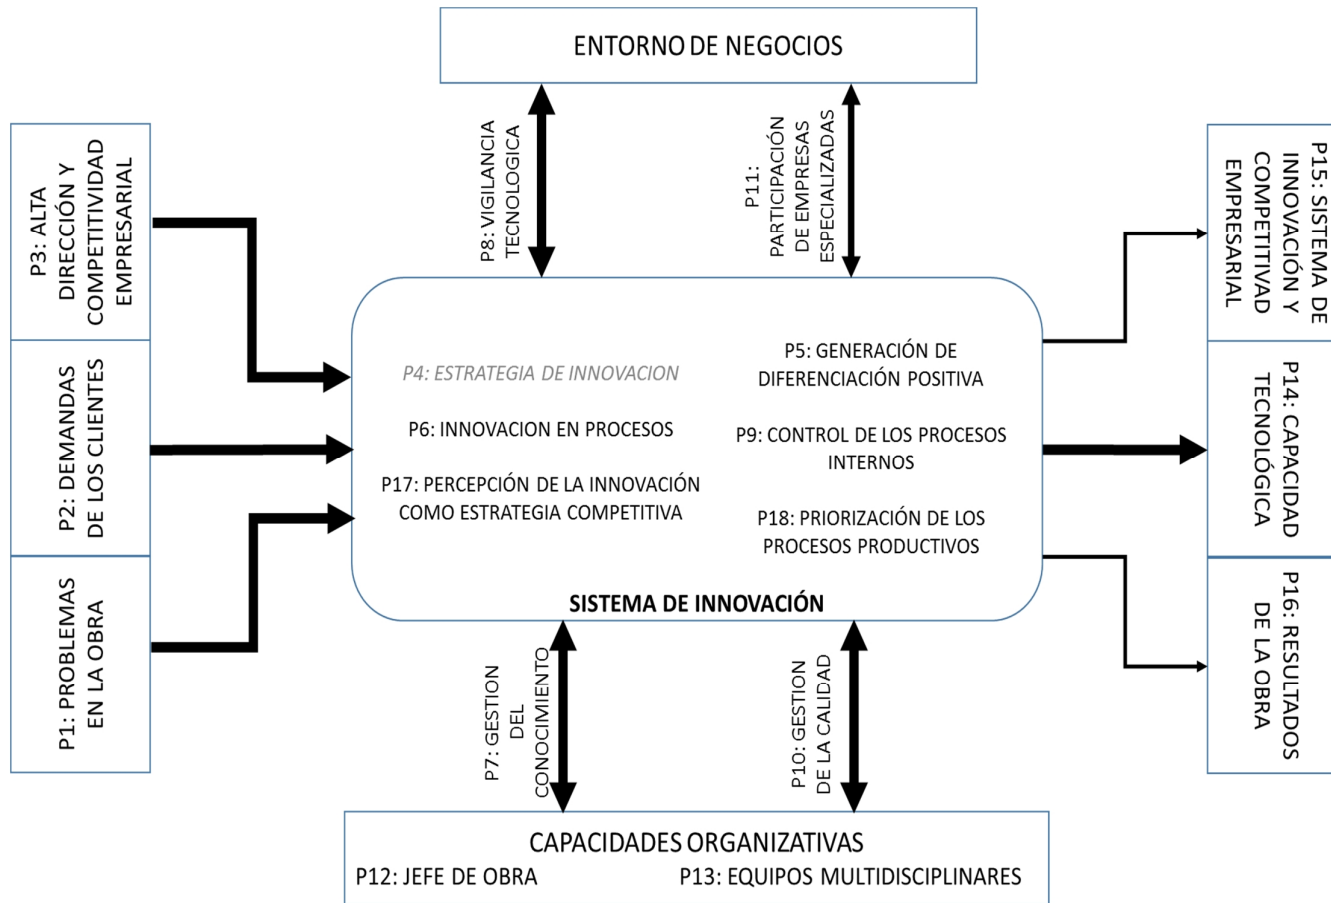 ENTORNO DE NEGOCIOS
P8: VIGILANCIA
TECNOLOGICA
P11:
PARTICIPACIÓN
DE EMPRESAS
ESPECIALIZADAS
P3: ALTA
DIRECCIÓN Y
COMPETITIVIDAD
EMPRESARIAL
P2: DEMANDAS
DE LOS CLIENTES
P1: PROBLEMAS
EN LA OBRA
P4: ESTRATEGIA DE INNOVACION
P6: INNOVACION EN PROCESOS
P17: PERCEPCIÓN DE LA INNOVACIÓN
COMO ESTRATEGIA COMPETITIVA
P5: GENERACIÓN DE
DIFERENCIACIÓN POSITIVA
P9: CONTROL DE LOS PROCESOS
INTERNOS
P18: PRIORIZACIÓN DE LOS
PROCESOS PRODUCTIVOS
SISTEMA DE INNOVACIÓN
P15: SISTEMA DE
INNOVACIÓN Y
COMPETITIVAD
EMPRESARIAL
P14: CAPACIDAD
TECNOLÓGICA
P16: RESULTADOS
DE LA OBRA
P7: GESTION
DEL
CONOCIMIENTO
P10: GESTION
DE LA CALIDAD
CAPACIDADES ORGANIZATIVAS
P12: JEFE DE OBRA
P13: EQUIPOS MULTIDISCIPLINARES